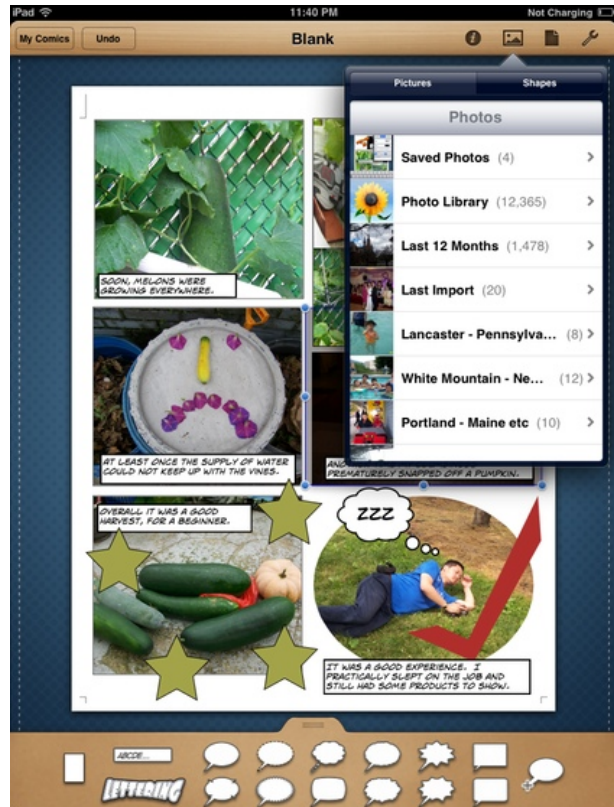 iPad
11:40 PM
Not Charging
My Comics
Undo
Blank
Pictures
Shapes
Photos
Saved Photos (4)
Photo Library (12,365)
Last 12 Months (1,478)
Last Import (20)
Lancaster - Pennsylva... (8)
White Mountain - Ne... (12)
Portland - Maine etc (10)
SOON, MELONS WERE
GROWING EVERYWHERE.
AT LEAST ONCE THE SUPPLY OF WATER
COULD NOT KEEP UP WITH THE VINES.
PREMATURELY SNAPPED OFF A PUMPKIN.
OVERALL IT WAS A GOOD
HARVEST, FOR A BEGINNER.
ZZZ
IT WAS A GOOD EXPERIENCE. I
PRACTICALLY SLEPT ON THE JOB AND
STILL HAD SOME PRODUCTS TO SHOW.
ABCDE...
LETTERING